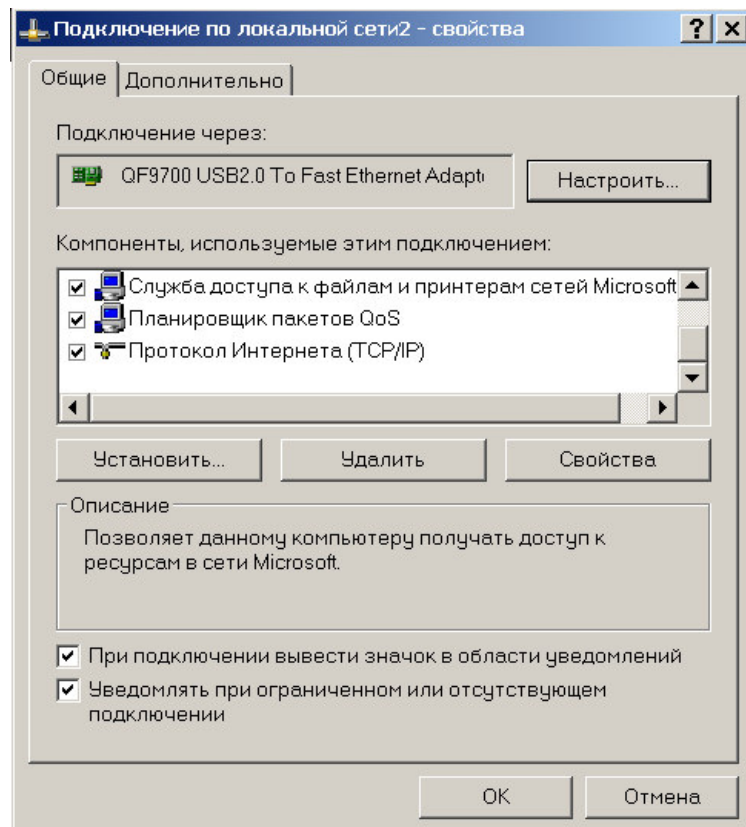 Подключение по локальной сети2 - свойства
Общие
Дополнительно
Подключение через:
QF9700 USB2.0 To Fast Ethernet Adapt
Настроить...
Компоненты, используемые этим подключением:
Служба доступа к файлам и принтерам сетей Microsoft
Планировщик пакетов QoS
Протокол Интернета (TCP/IP)
Установить...
Удалить
Свойства
Описание
Позволяет данному компьютеру получать доступ к
ресурсам в сети Microsoft.
При подключении вывести значок в области уведомлений
Уведомлять при ограниченном или отсутствующем
подключении
OK
Отмена